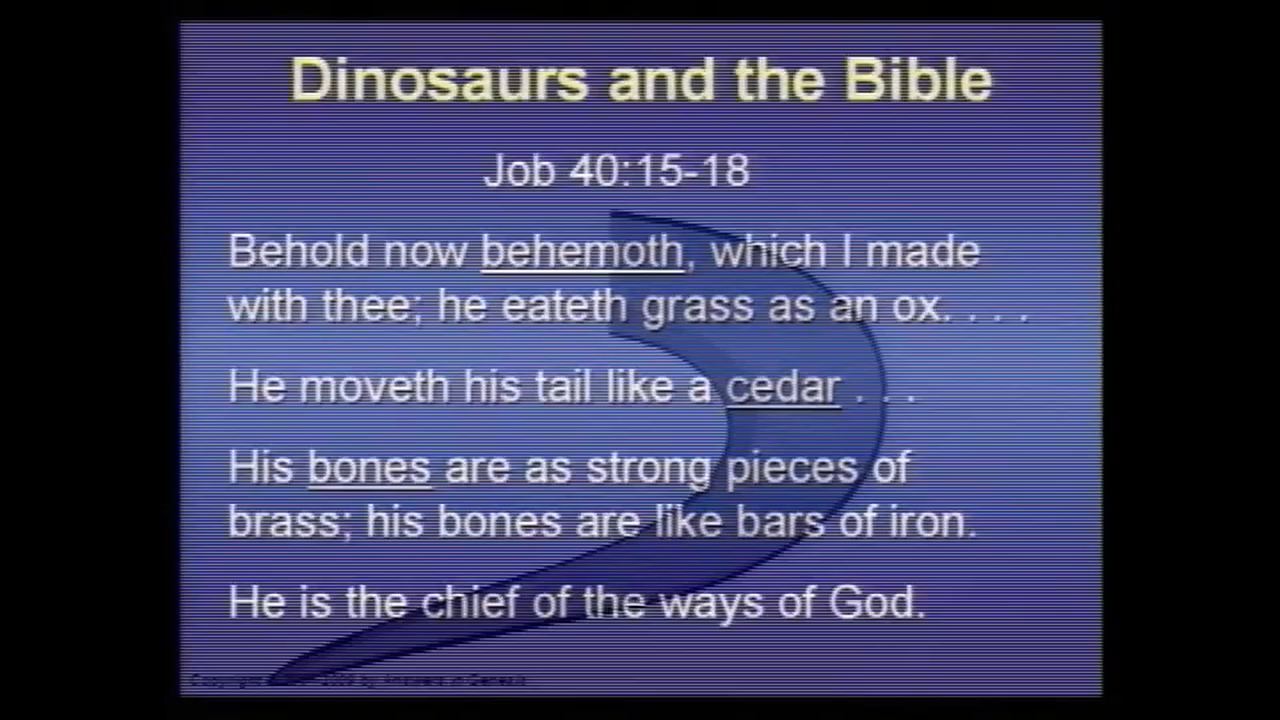 Dinosaurs and the Bible
Job 40:15-18
Behold now behemoth, which I made
with thee; he eateth grass as an ox. . . .
He moveth his tail like a cedar . . .
His bones are as strong pieces of
brass; his bones are like bars of iron.
He is the chief of the ways of God.
Copyright